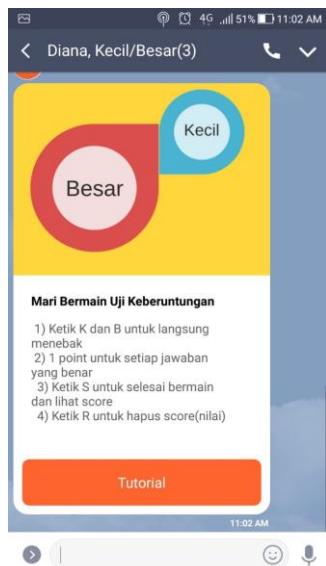 4G 51% 11:02 AM
Diana, Kecil/Besar(3)
Kecil
Besar
Mari Bermain Uji Keberuntungan
1) Ketik K dan B untuk langsung
menebak
2) 1 point untuk setiap jawaban
yang benar
3) Ketik S untuk selesai bermain
dan lihat score
4) Ketik R untuk hapus score(nilai)
Tutorial
11:02 AM